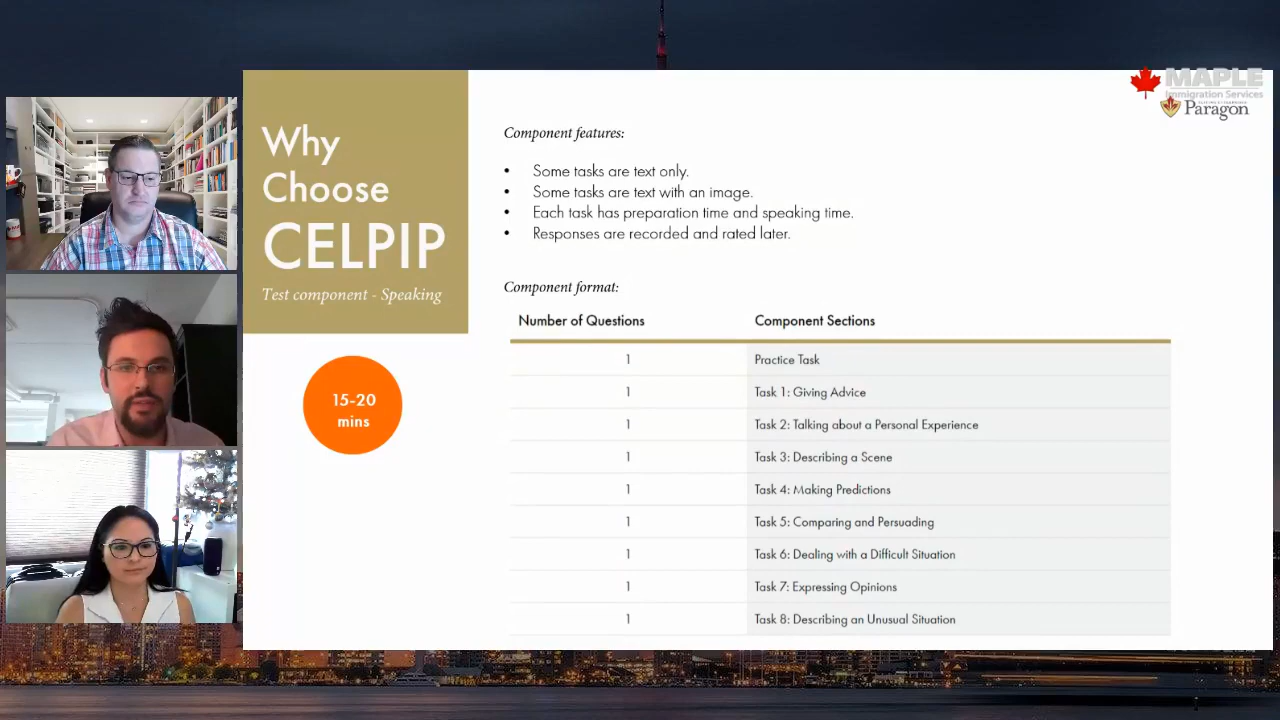 MAPLE
Immigration Services
Paragon
Why
Choose
CELPIP
Test component - Speaking
15-20
mins
Component features:
• Some tasks are text only.
• Some tasks are text with an image.
• Each task has preparation time and speaking time.
• Responses are recorded and rated later.
Component format:
Number of Questions Component Sections
1 Practice Task
1 Task 1: Giving Advice
1 Task 2: Talking about a Personal Experience
1 Task 3: Describing a Scene
1 Task 4: Making Predictions
1 Task 5: Comparing and Persuading
1 Task 6: Dealing with a Difficult Situation
1 Task 7: Expressing Opinions
1 Task 8: Describing an Unusual Situation